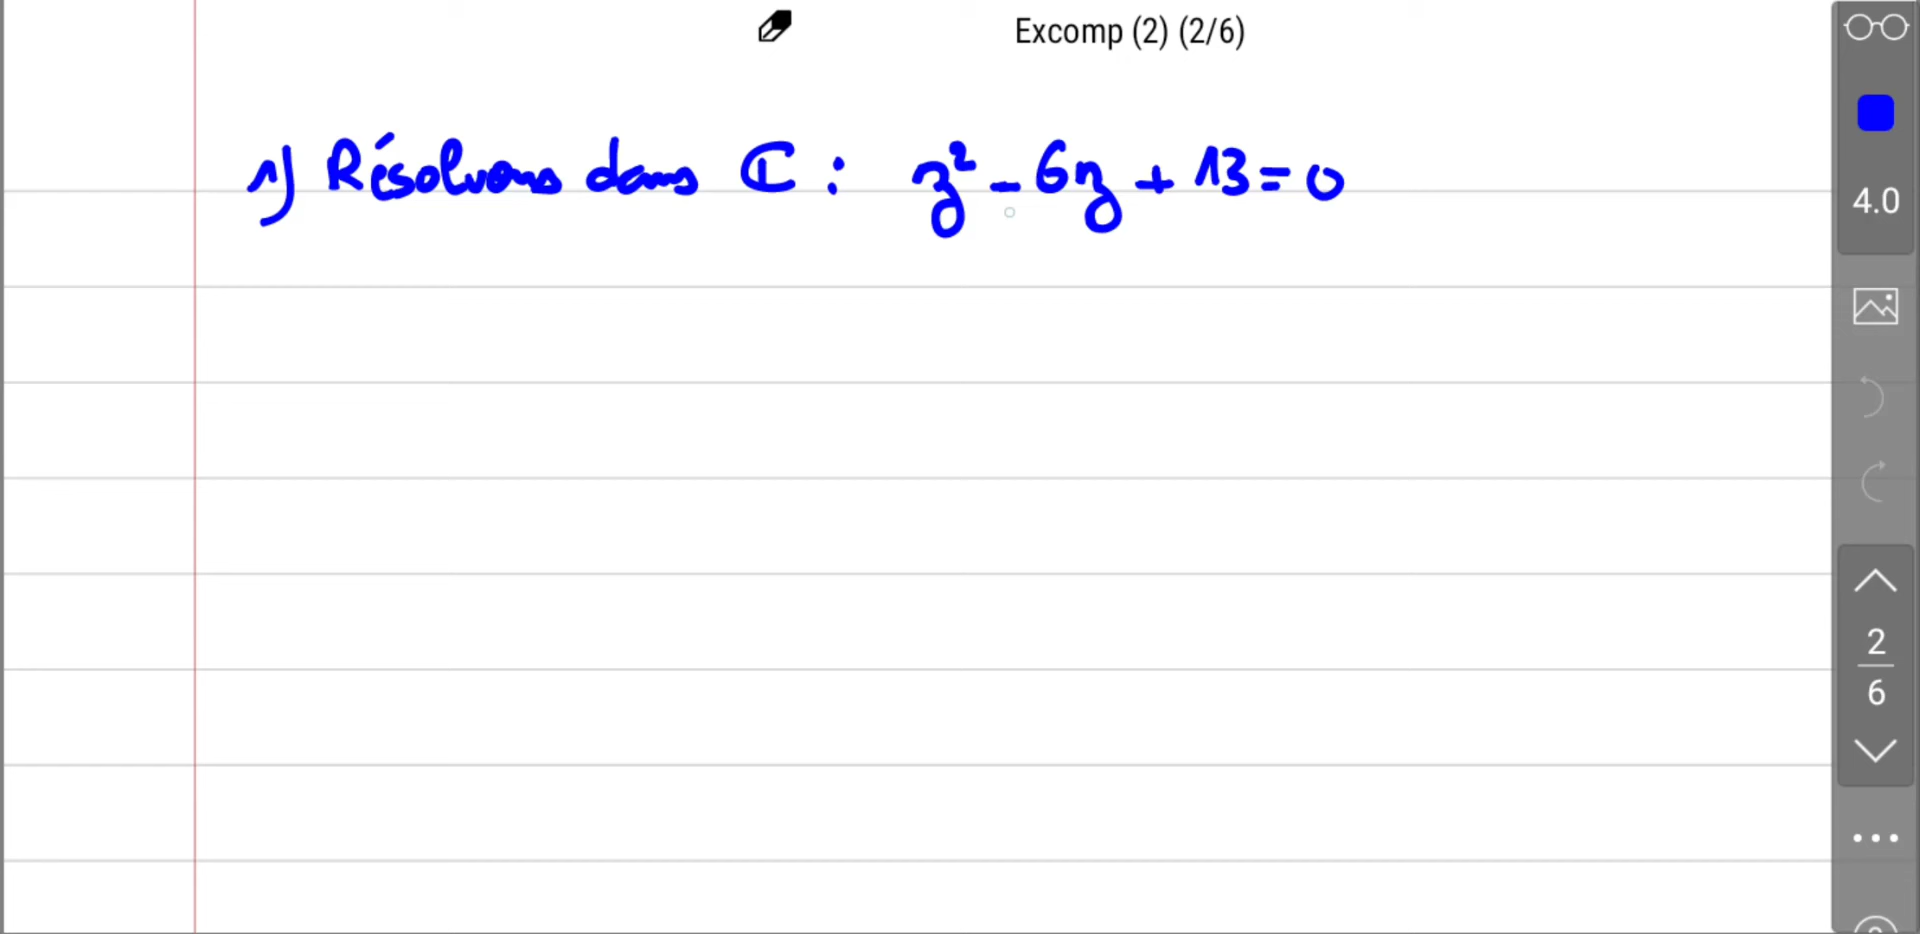 Excomp (2) (2/6)
1) Résolvons dans ℂ : z² - 6z + 13 = 0
4.0
2
6